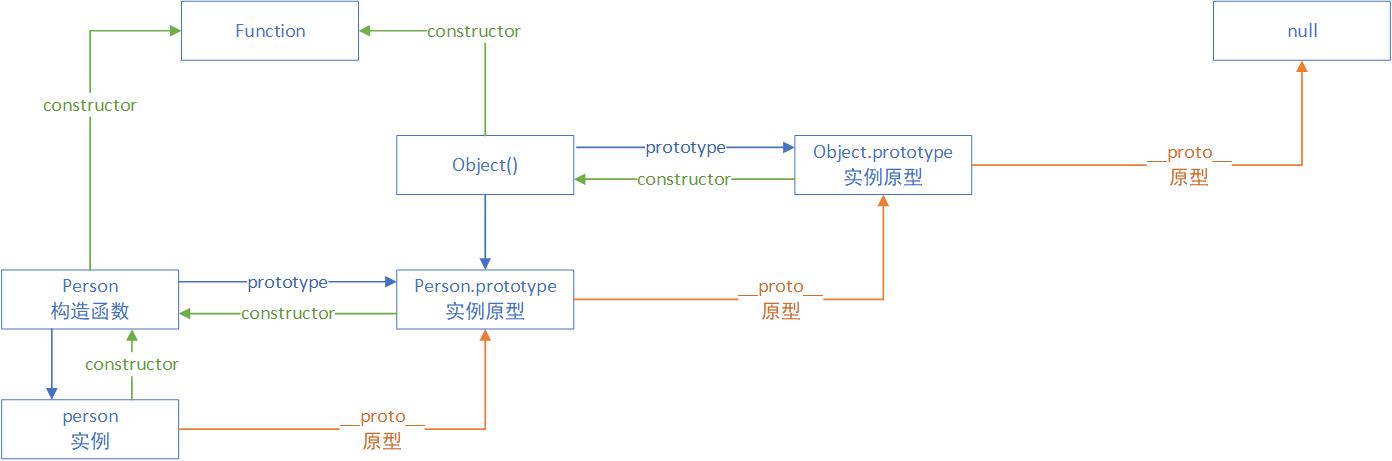 Function
constructor
null
constructor
Object()
prototype
constructor
Object.prototype
实例原型
__proto__
原型
Person
构造函数
prototype
constructor
Person.prototype
实例原型
__proto__
原型
constructor
person
实例
__proto__
原型